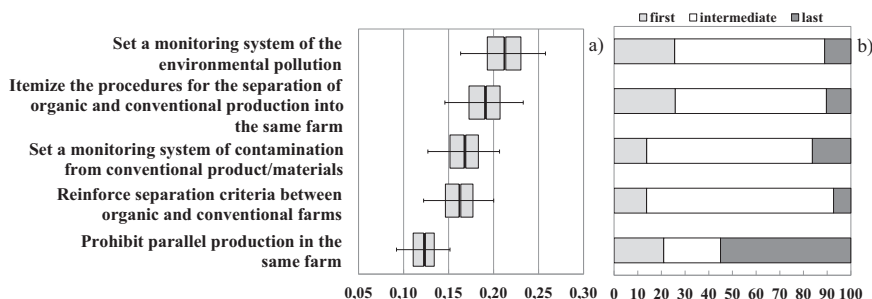 first intermediate last
a)
b)
Set a monitoring system of the
environmental pollution
Itemize the procedures for the separation of
organic and conventional production into
the same farm
Set a monitoring system of contamination
from conventional product/materials
Reinforce separation criteria between
organic and conventional farms
Prohibit parallel production in the
same farm
0,05 0,10 0,15 0,20 0,25 0,30
0 10 20 30 40 50 60 70 80 90 100